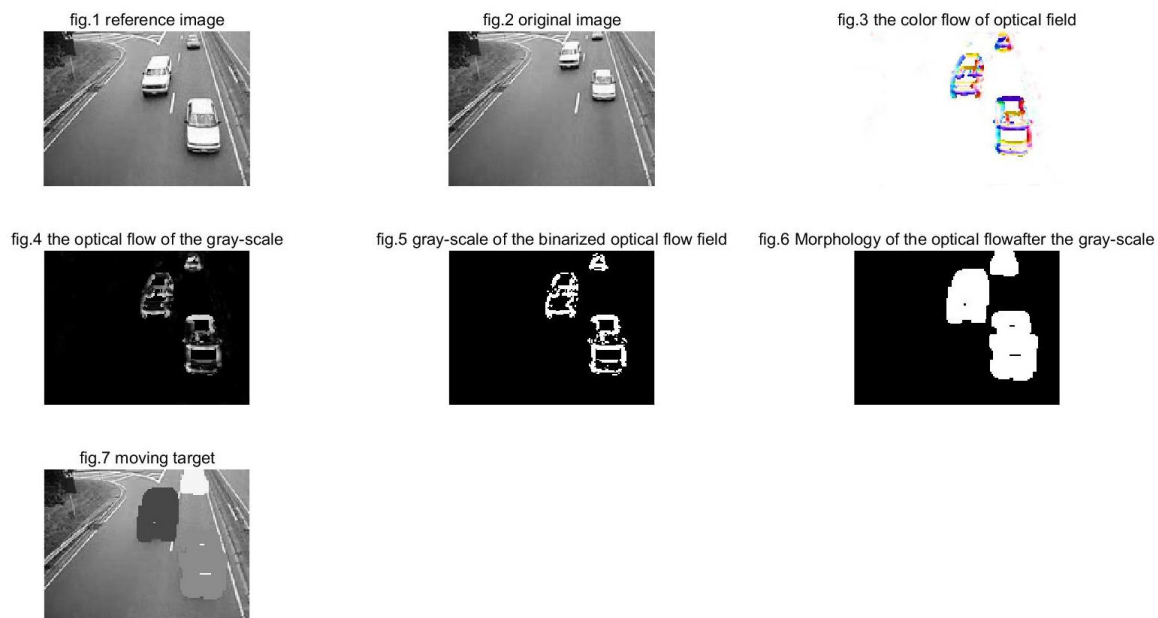 fig.1 reference image
fig.2 original image
fig.3 the color flow of optical field
fig.4 the optical flow of the gray-scale
fig.5 gray-scale of the binarized optical flow field
fig.6 Morphology of the optical flowafter the gray-scale
fig.7 moving target